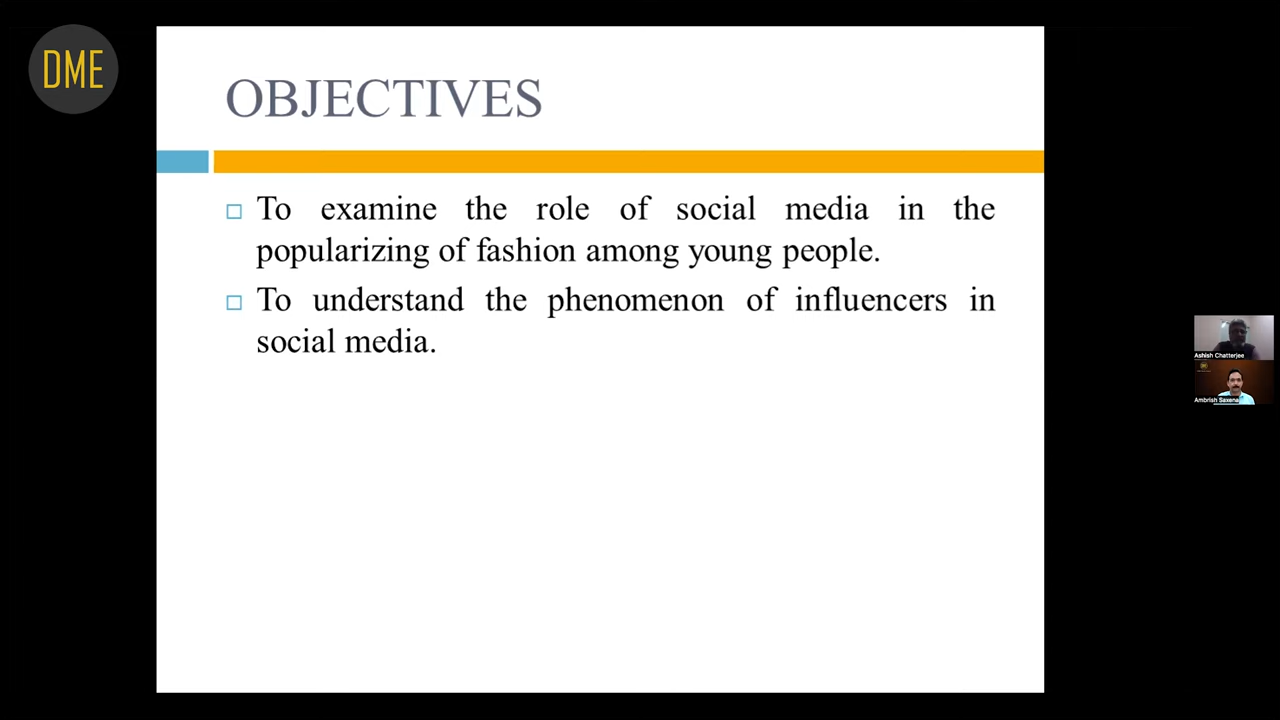 DME
OBJECTIVES
To examine the role of social media in the
popularizing of fashion among young people.
To understand the phenomenon of influencers in
social media.
Ashish Chatterjee
Ambrish Saxena